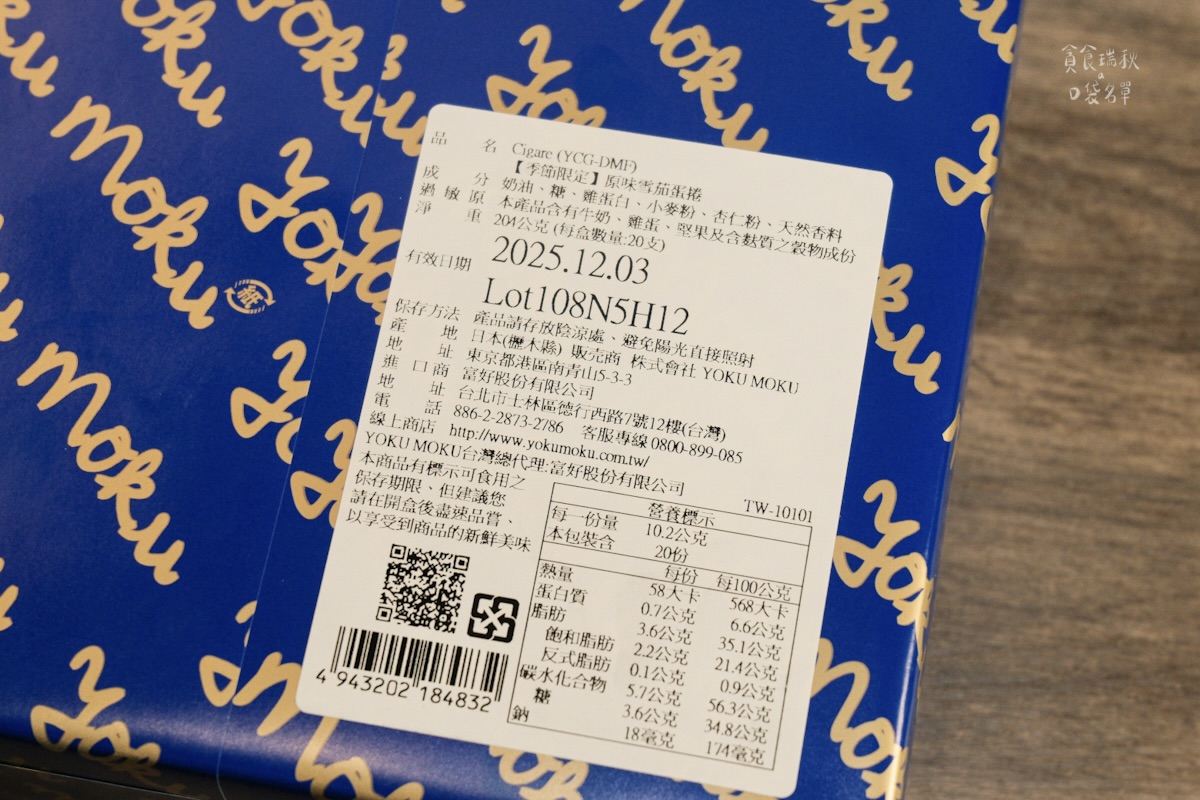 貪食瑞秋
a
口袋名單
品名 Cigare (YCG-DMF)
【季節限定】原味雪茄蛋捲
成分 奶油、糖、雞蛋白、小麥粉、杏仁粉、天然香料
過敏原 本產品含有牛奶、雞蛋、堅果及含麩質之穀物成份
淨重 204公克 (每盒數量:20支)
有效日期 2025.12.03
Lot108N5H12
保存方法 產品請存放陰涼處、避免陽光直接照射
產地 日本(櫪木縣) 販売商 株式會社 YOKU MOKU
地址 東京都港區南青山5-3-3
進口商 富好股份有限公司
地址 台北市士林區德行西路7號12樓(台灣)
電話 886-2-2873-2786 客服專線 0800-899-085
線上商店 http://www.yokumoku.com.tw/
YOKU MOKU台灣總代理:富好股份有限公司
本商品有標示可食用之
保存期限、但建議您
請在開盒後盡速品嘗、
以享受到商品的新鮮美味
TW-10101
營養標示
每一份量 10.2公克
本包裝含 20份
每份 每100公克
熱量 58大卡 568大卡
蛋白質 0.7公克 6.6公克
脂肪 3.6公克 35.1公克
飽和脂肪 2.2公克 21.4公克
反式脂肪 0.1公克 0.9公克
碳水化合物 5.7公克 56.3公克
糖 3.6公克 34.8公克
鈉 18毫克 174毫克
4 943202 184832
紙
Yoku Moku